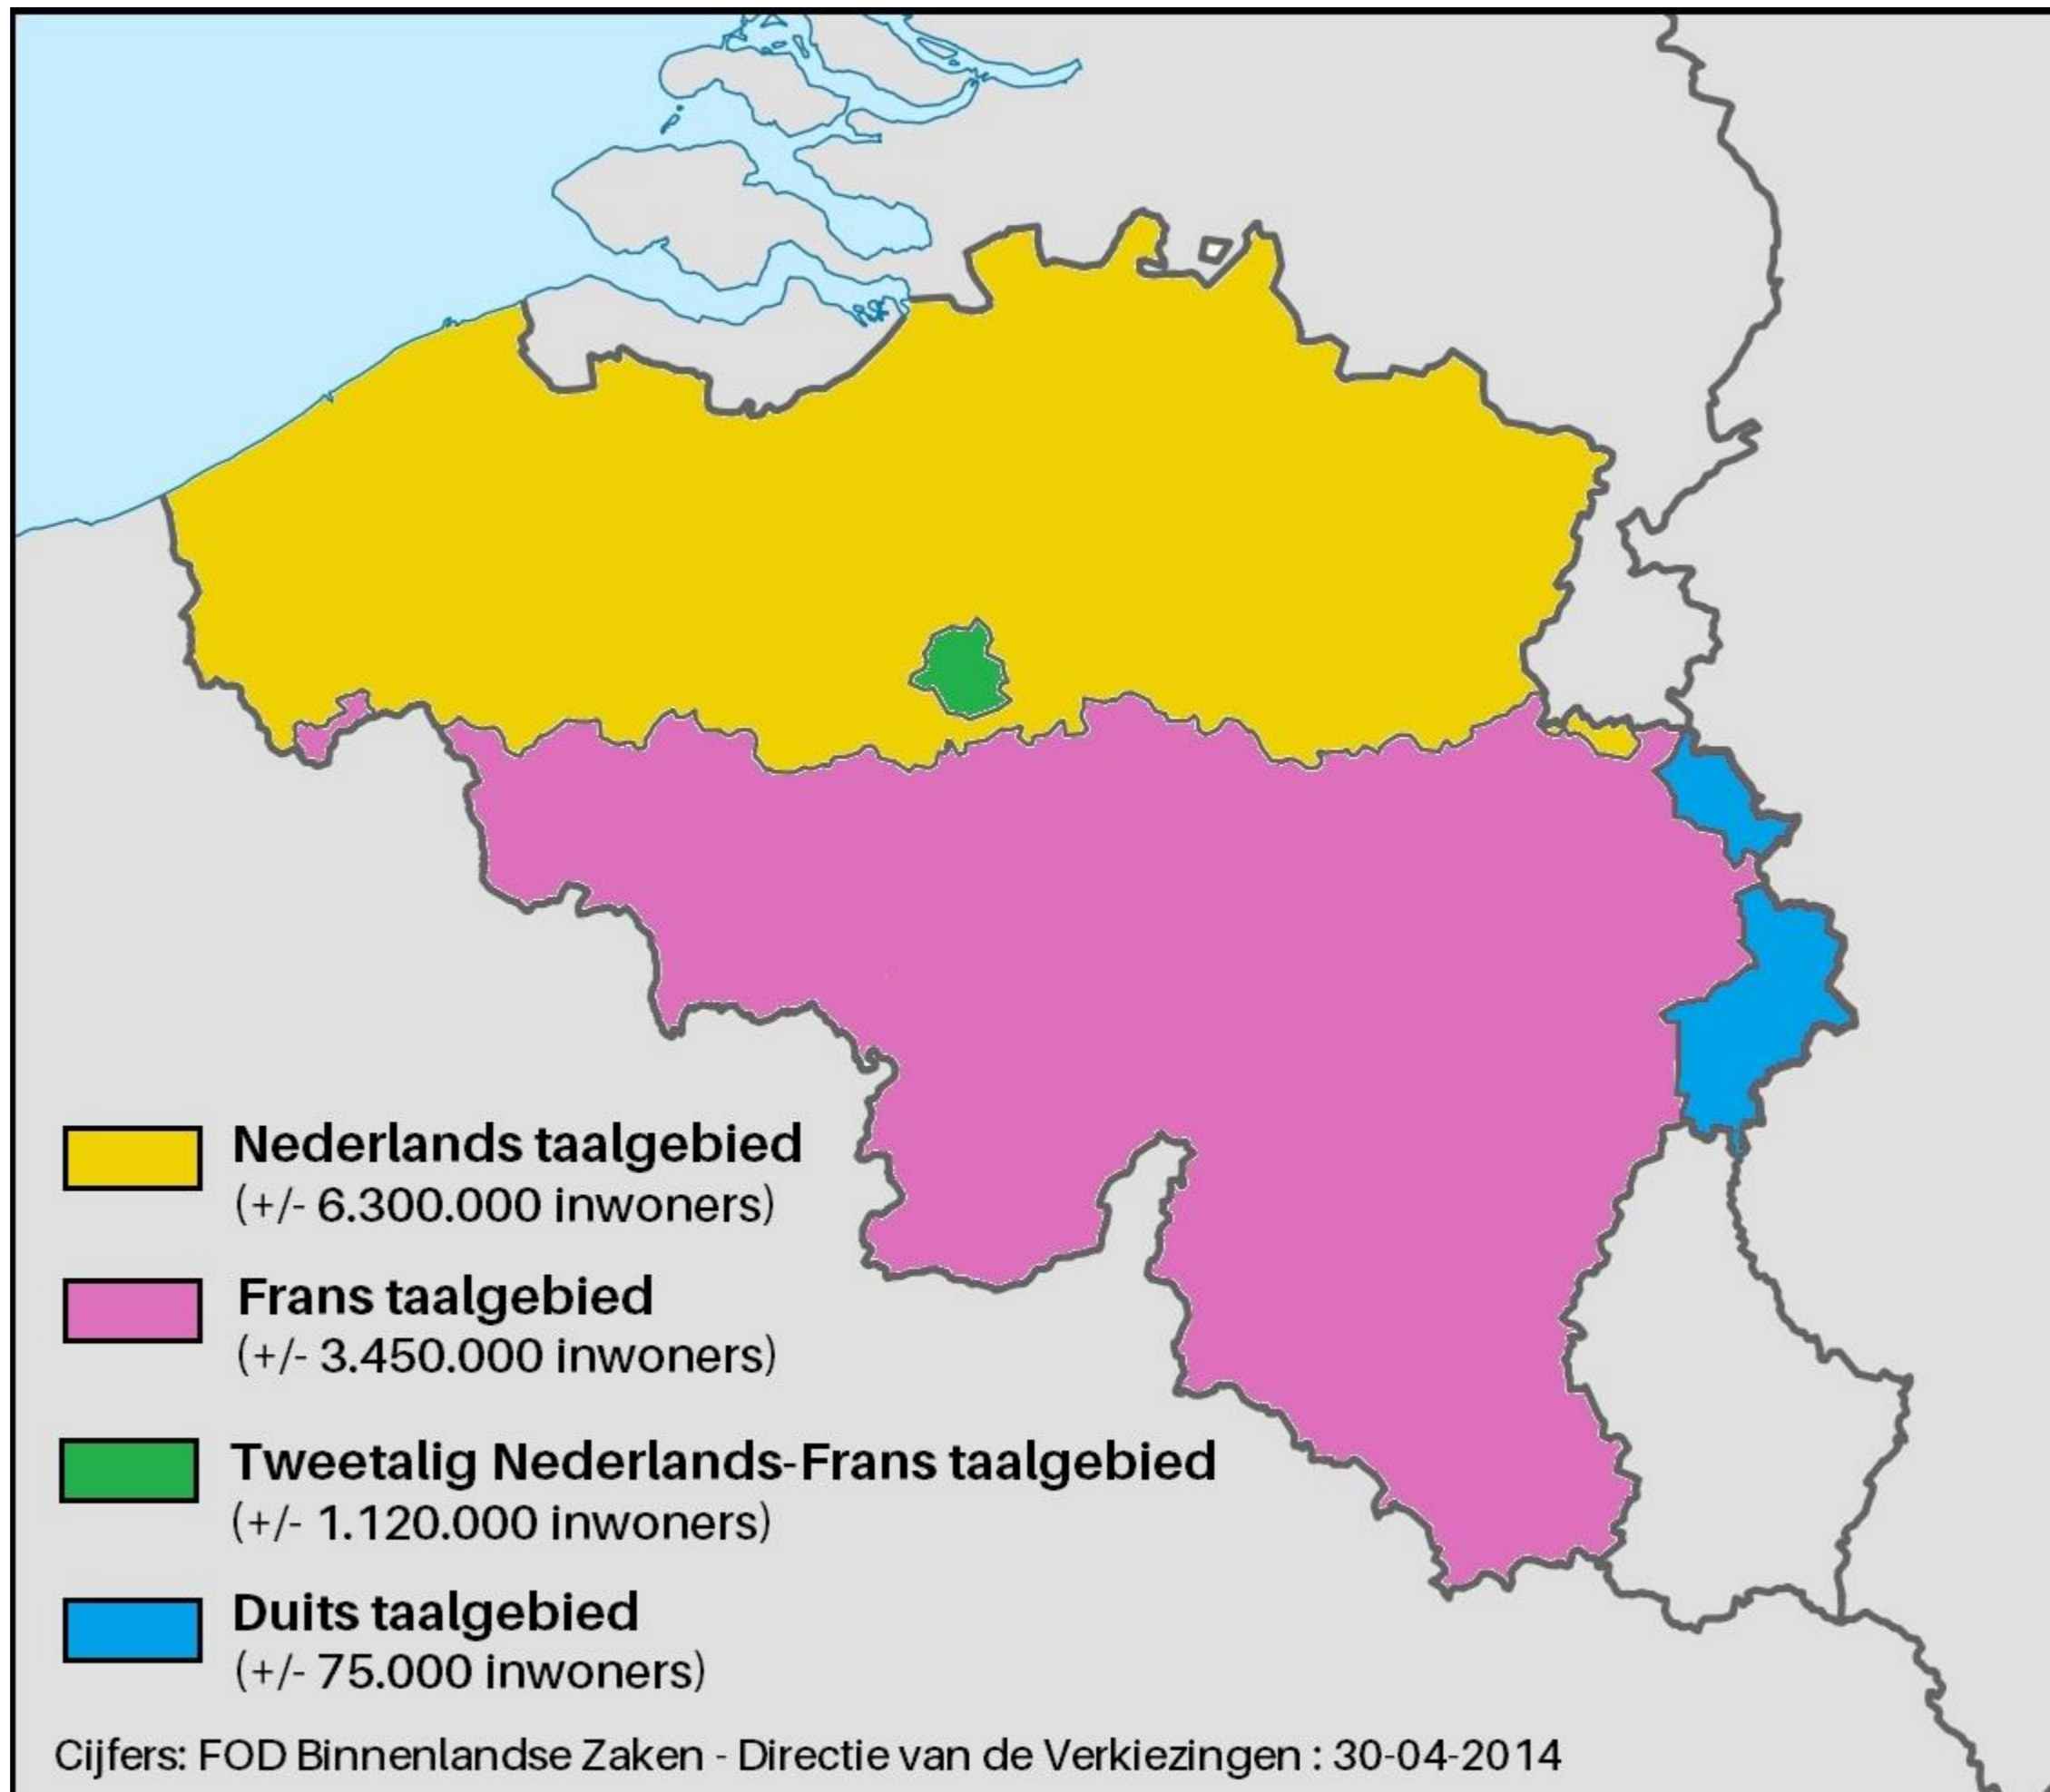 Nederlands taalgebied
(+/- 6.300.000 inwoners)
Frans taalgebied
(+/- 3.450.000 inwoners)
Tweetalig Nederlands-Frans taalgebied
(+/- 1.120.000 inwoners)
Duits taalgebied
(+/- 75.000 inwoners)
Cijfers: FOD Binnenlandse Zaken - Directie van de Verkiezingen : 30-04-2014